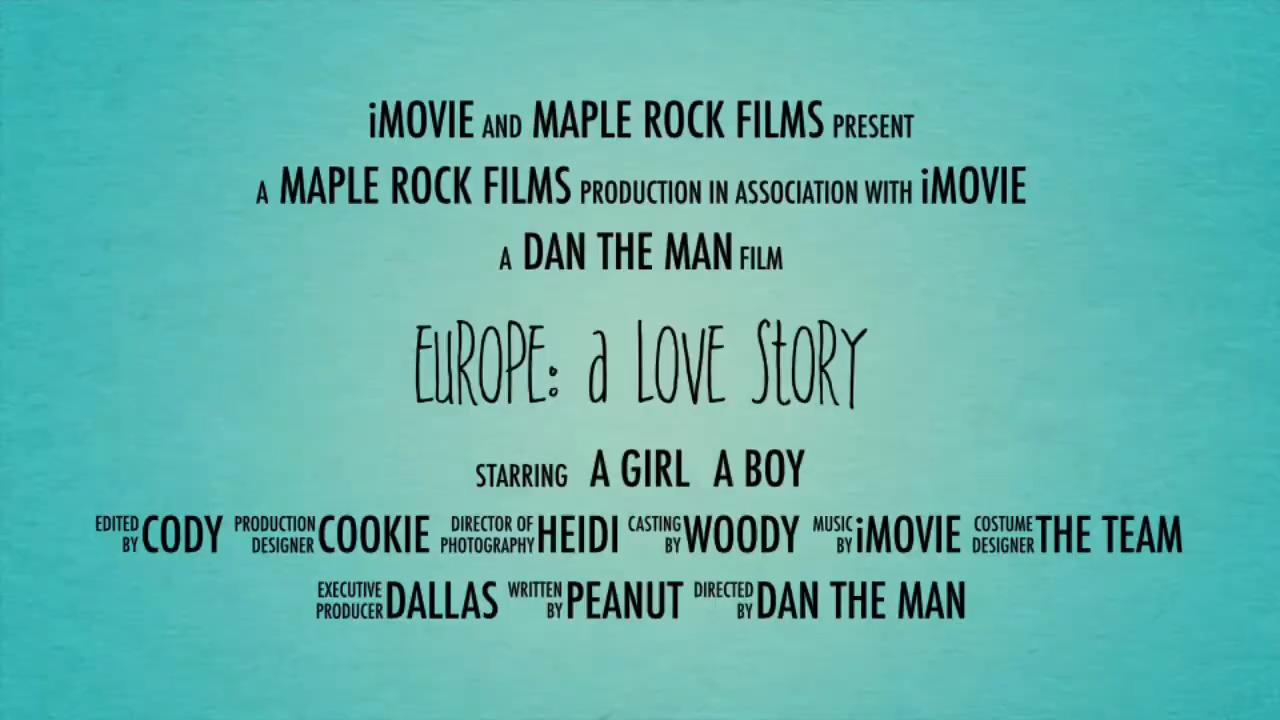 iMOVIE AND MAPLE ROCK FILMS PRESENT
A MAPLE ROCK FILMS PRODUCTION IN ASSOCIATION WITH iMOVIE
A DAN THE MAN FILM
EuROPE: a LOVE StORY
STARRING A GIRL A BOY
EDITED BY CODY PRODUCTION DESIGNER COOKIE DIRECTOR OF PHOTOGRAPHY HEIDI CASTING BY WOODY MUSIC BY iMOVIE COSTUME DESIGNER THE TEAM
EXECUTIVE PRODUCER DALLAS WRITTEN BY PEANUT DIRECTED BY DAN THE MAN